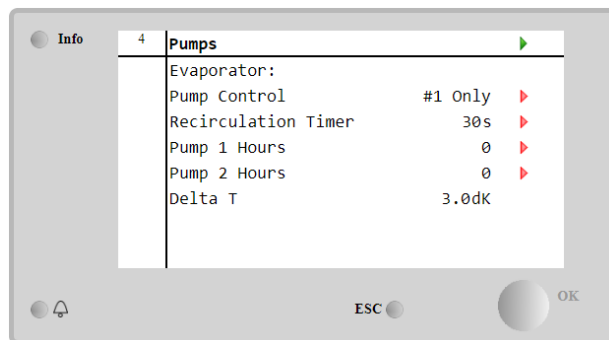 Info
4 Pumps
Evaporator:
Pump Control #1 Only
Recirculation Timer 30s
Pump 1 Hours 0
Pump 2 Hours 0
Delta T 3.0dK
ESC
OK